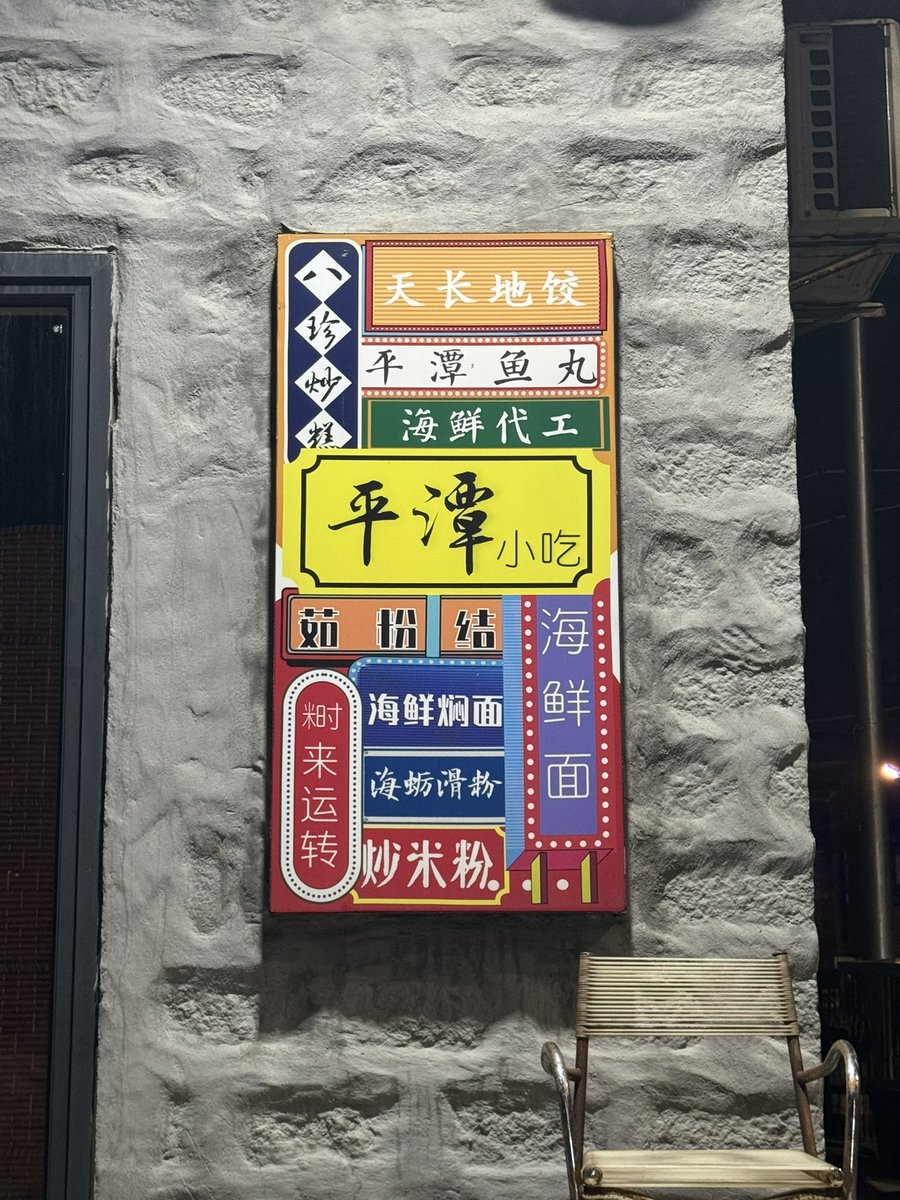 八珍炒糕
天长地饺
平潭鱼丸
海鲜代工
平潭小吃
茹粉结
海鲜面
海鲜焖面
海蛎滑粉
来运转
炒米粉